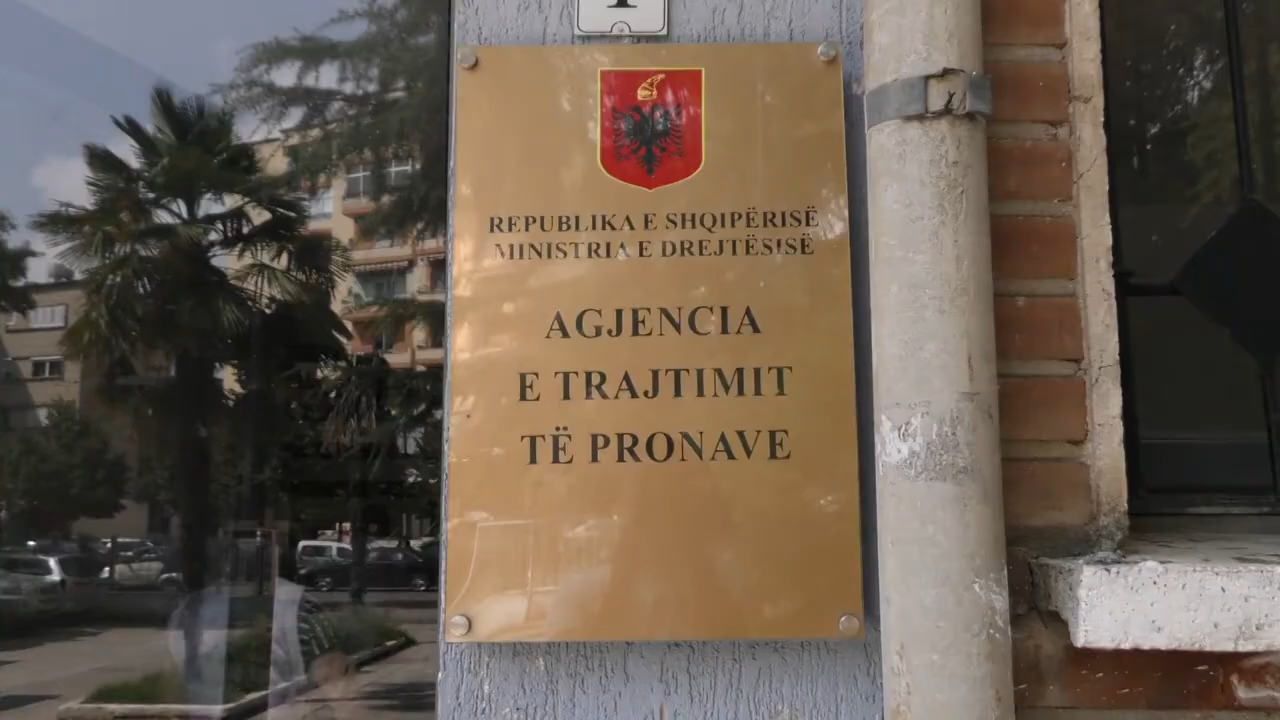 REPUBLIKA E SHQIPËRISË
MINISTRIA E DREJTËSISË
AGJENCIA
E TRAJTIMIT
TË PRONAVE